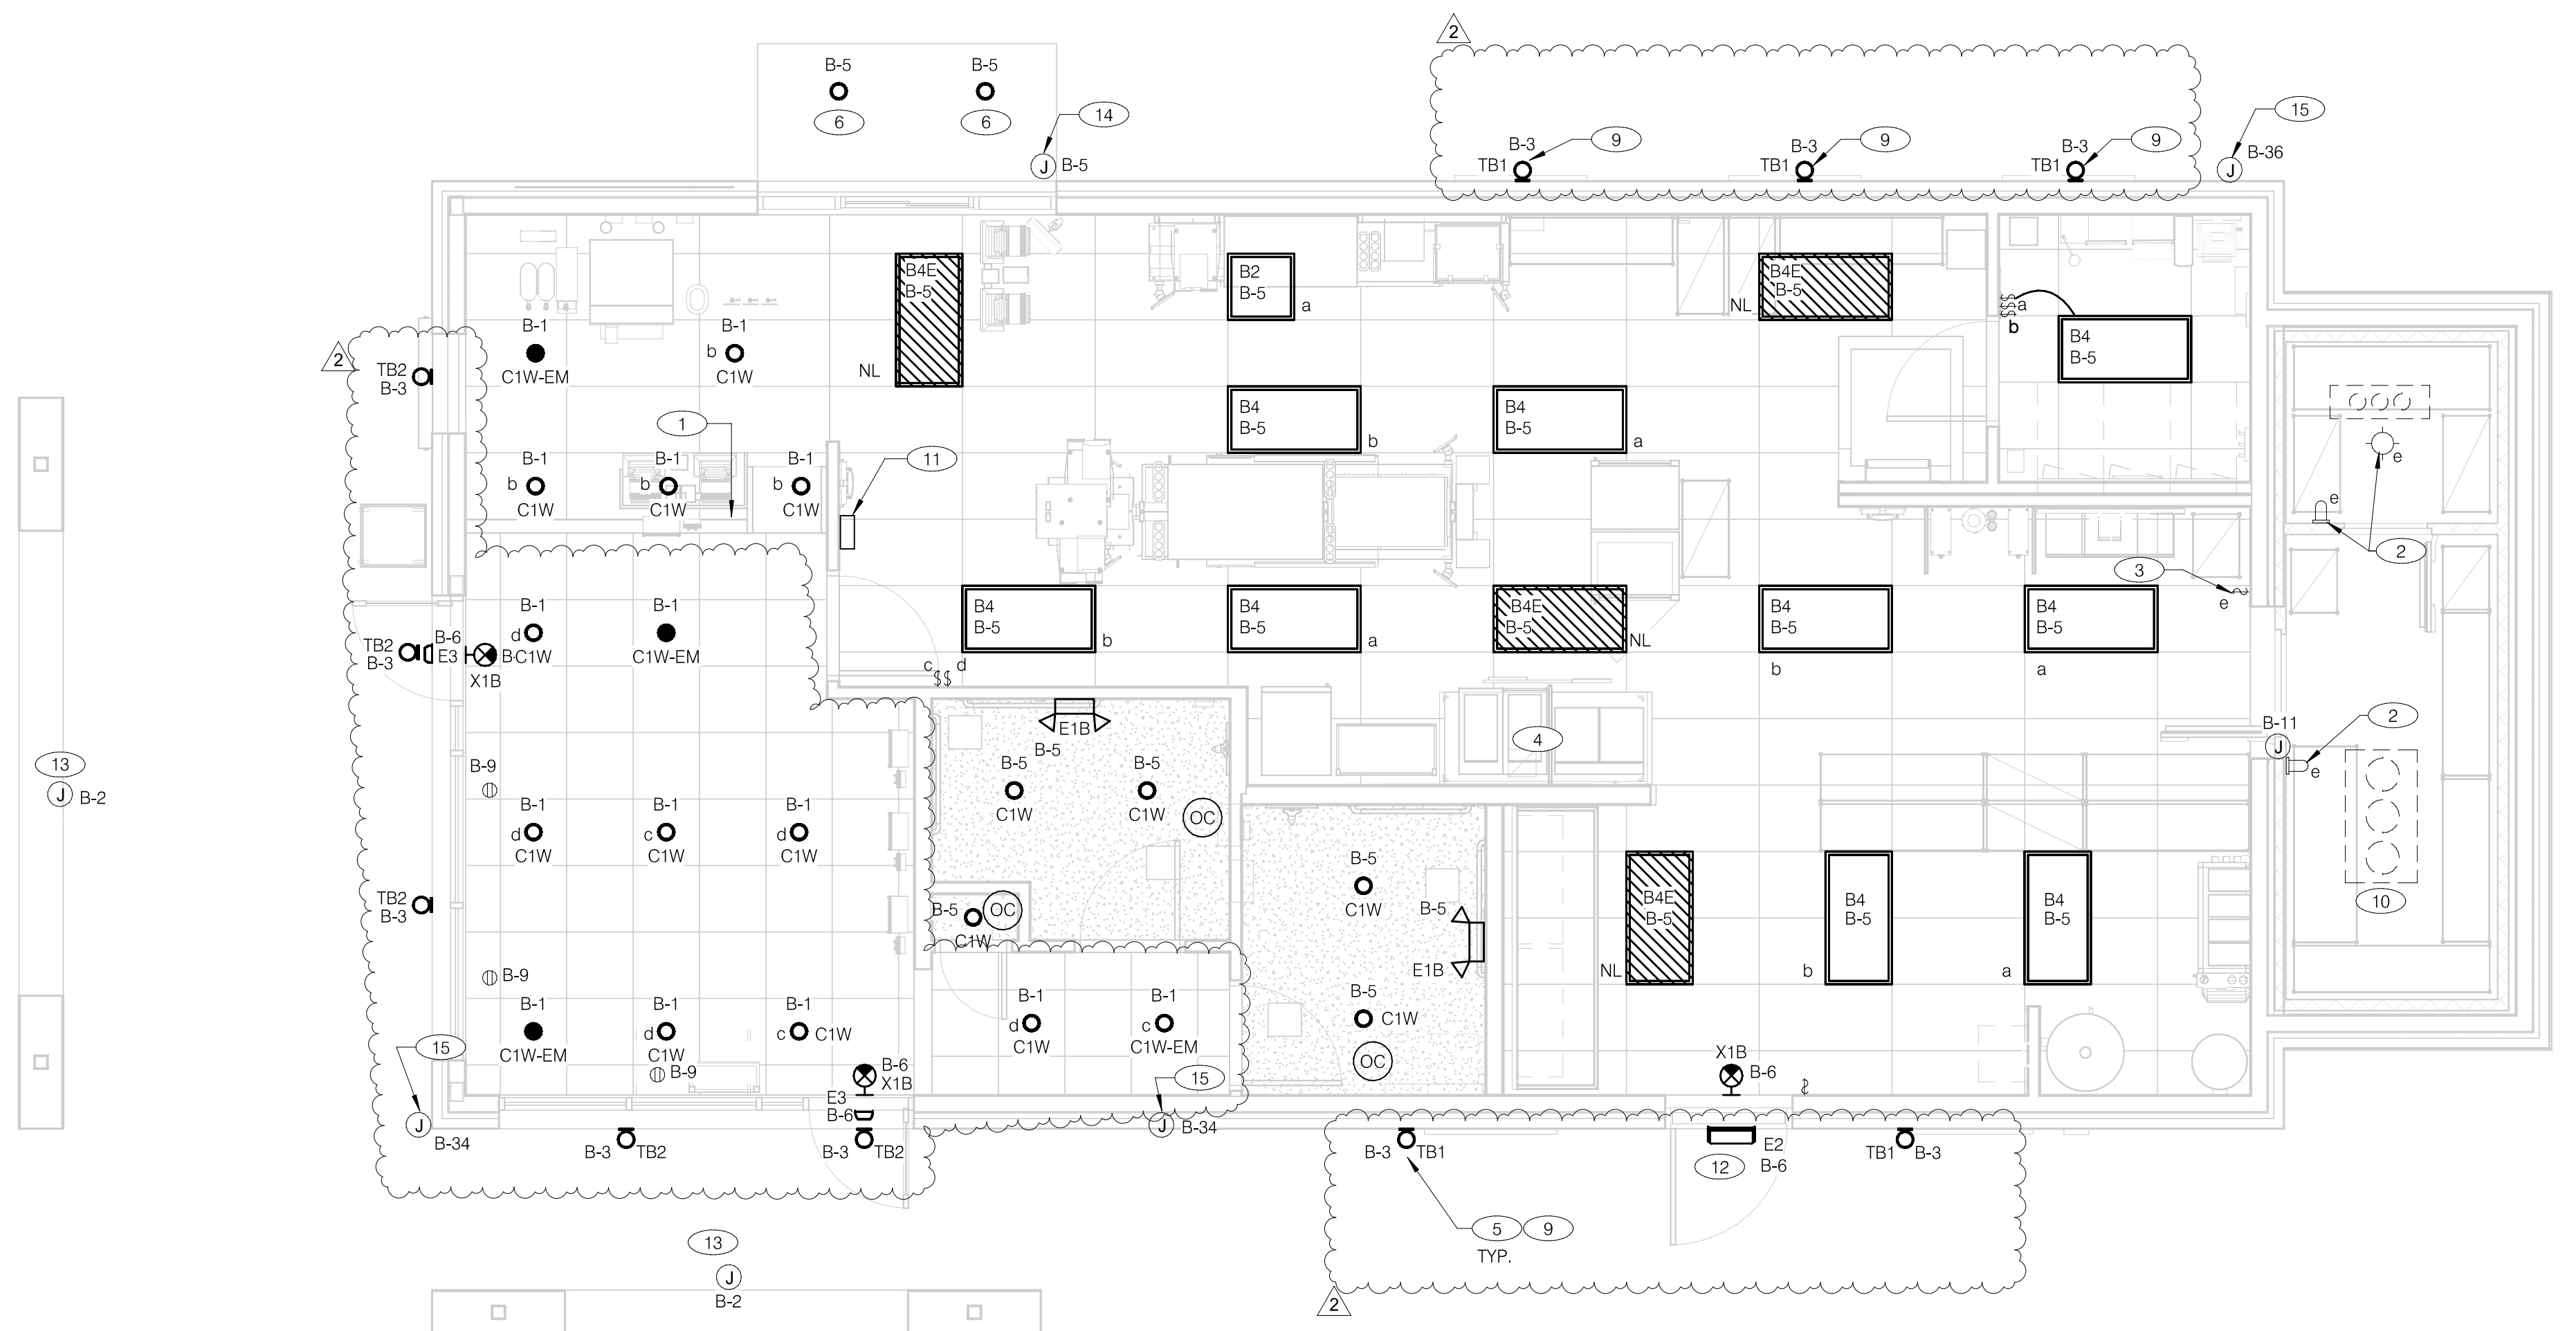 2
B-5 B-5
6 6
14
J B-5
B-3 9 B-3 9 B-3 9
TB1 TB1 TB1
15
J B-36
B4E
B-5
NL
B2
B-5
a
B4E
B-5
NL
a
b
B4
B-5
2
TB2
B-3
B-1
C1W-EM
B-1
b
C1W
B4
B-5
b
B4
B-5
a
1
11
B-1
b
C1W
B-1
b
C1W
B-1
b
C1W
e
e
2
3
e
B-1
d
C1W
B-1
C1W-EM
TB2
B-3
B-6
E3
X1B
B4
B-5
b
B4
B-5
a
B4E
B-5
NL
B4
B-5
b
B4
B-5
a
c d
$$
E1B
B-5
4
B-11
J
2
e
13
J B-2
B-9
B-5
C1W
B-5
C1W
OC
B-1
d
C1W
B-1
c
C1W
B-1
d
C1W
TB2
B-3
B-5
C1W
OC
B-5
C1W
B-5
E1B
B4E
B-5
NL
B4
B-5
b
B4
B-5
a
10
B-9
B-1
C1W-EM
B-1
d
C1W
B-1
c C1W
B-1
d
C1W
B-1
c
C1W-EM
B-5
C1W
OC
15
J
B-34
B-9
B-6
X1B
E3
B-6
15
J B-34
X1B
B-6
B-3 TB2
B-3 TB2
B-3 TB1
12
E2
B-6
TB1 B-3
5 9
TYP.
13
J
B-2
2